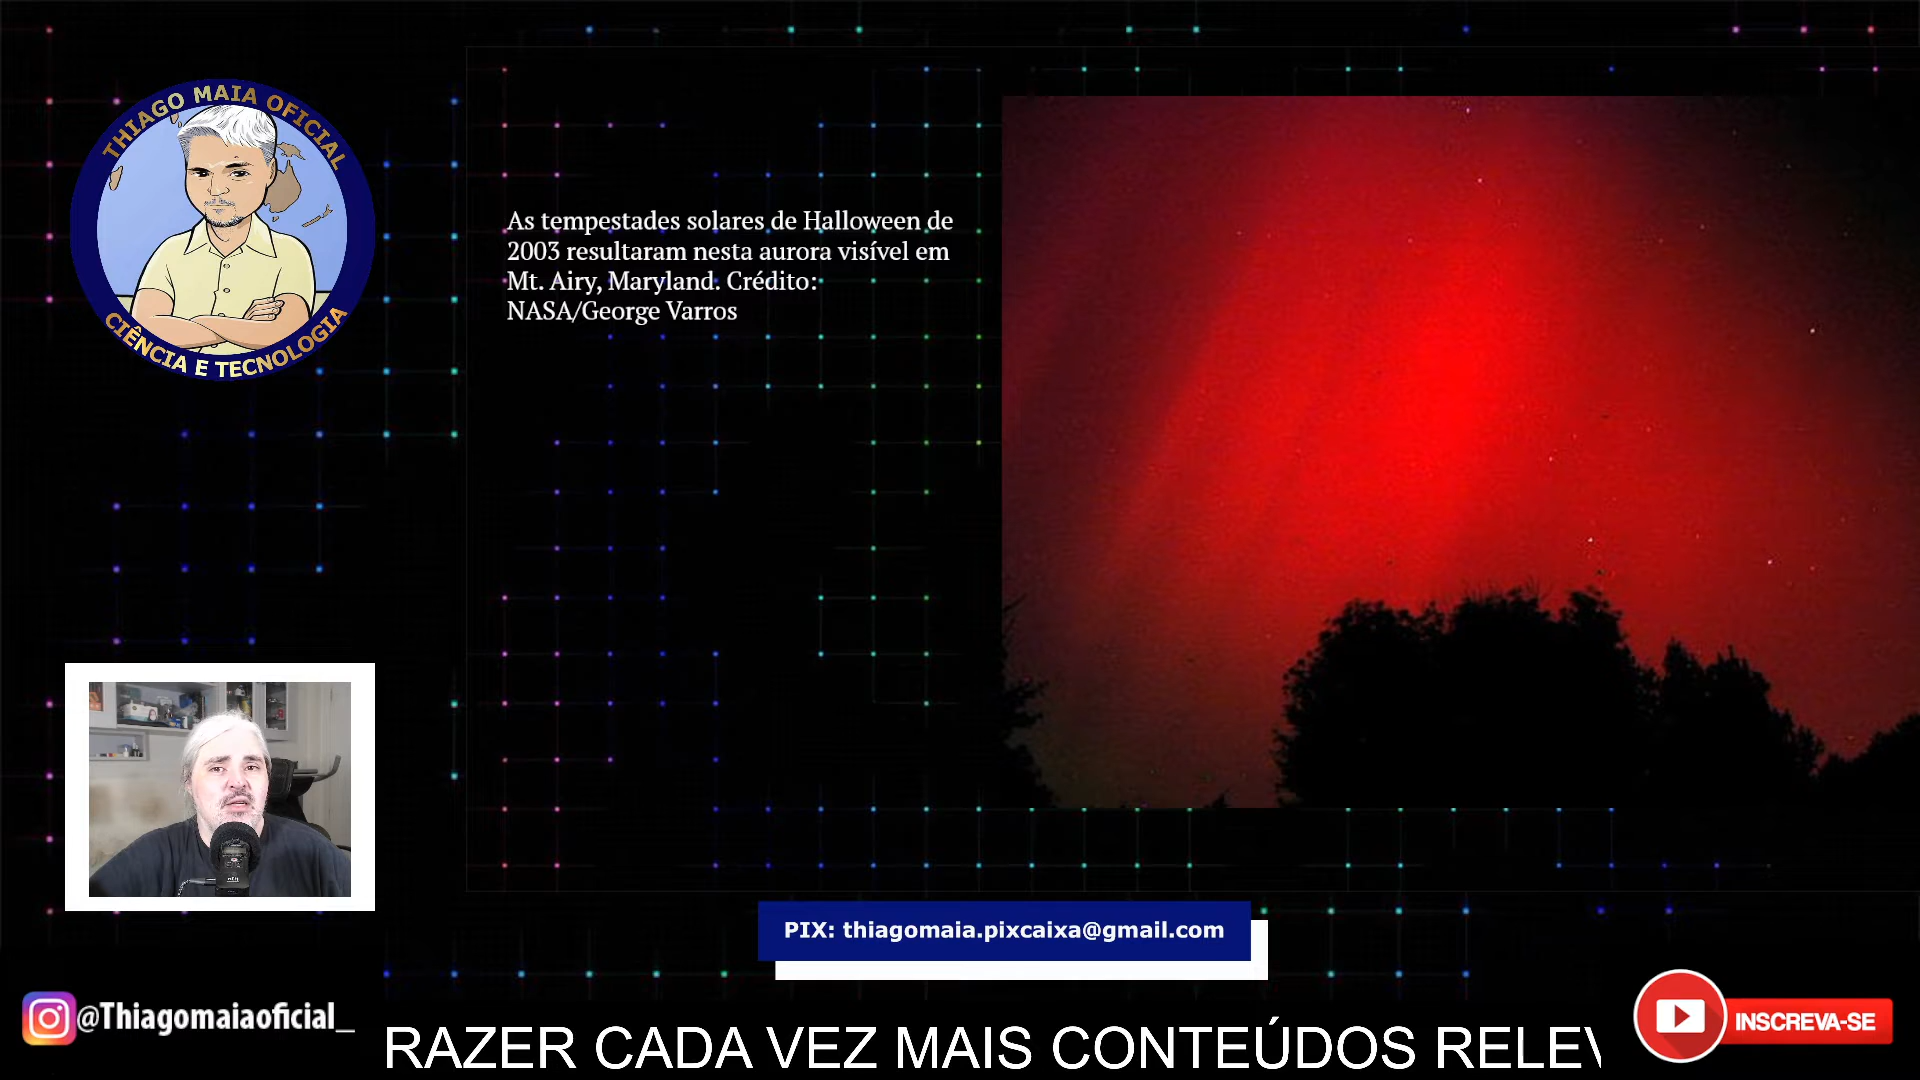 THIAGO MAIA OFICIAL
CIÊNCIA E TECNOLOGIA
As tempestades solares de Halloween de
2003 resultaram nesta aurora visível em
Mt. Airy, Maryland. Crédito:
NASA/George Varros
PIX: thiagomaia.pixcaixa@gmail.com
@Thiagomaiaoficial_
RAZER CADA VEZ MAIS CONTEÚDOS RELEV
INSCREVA-SE